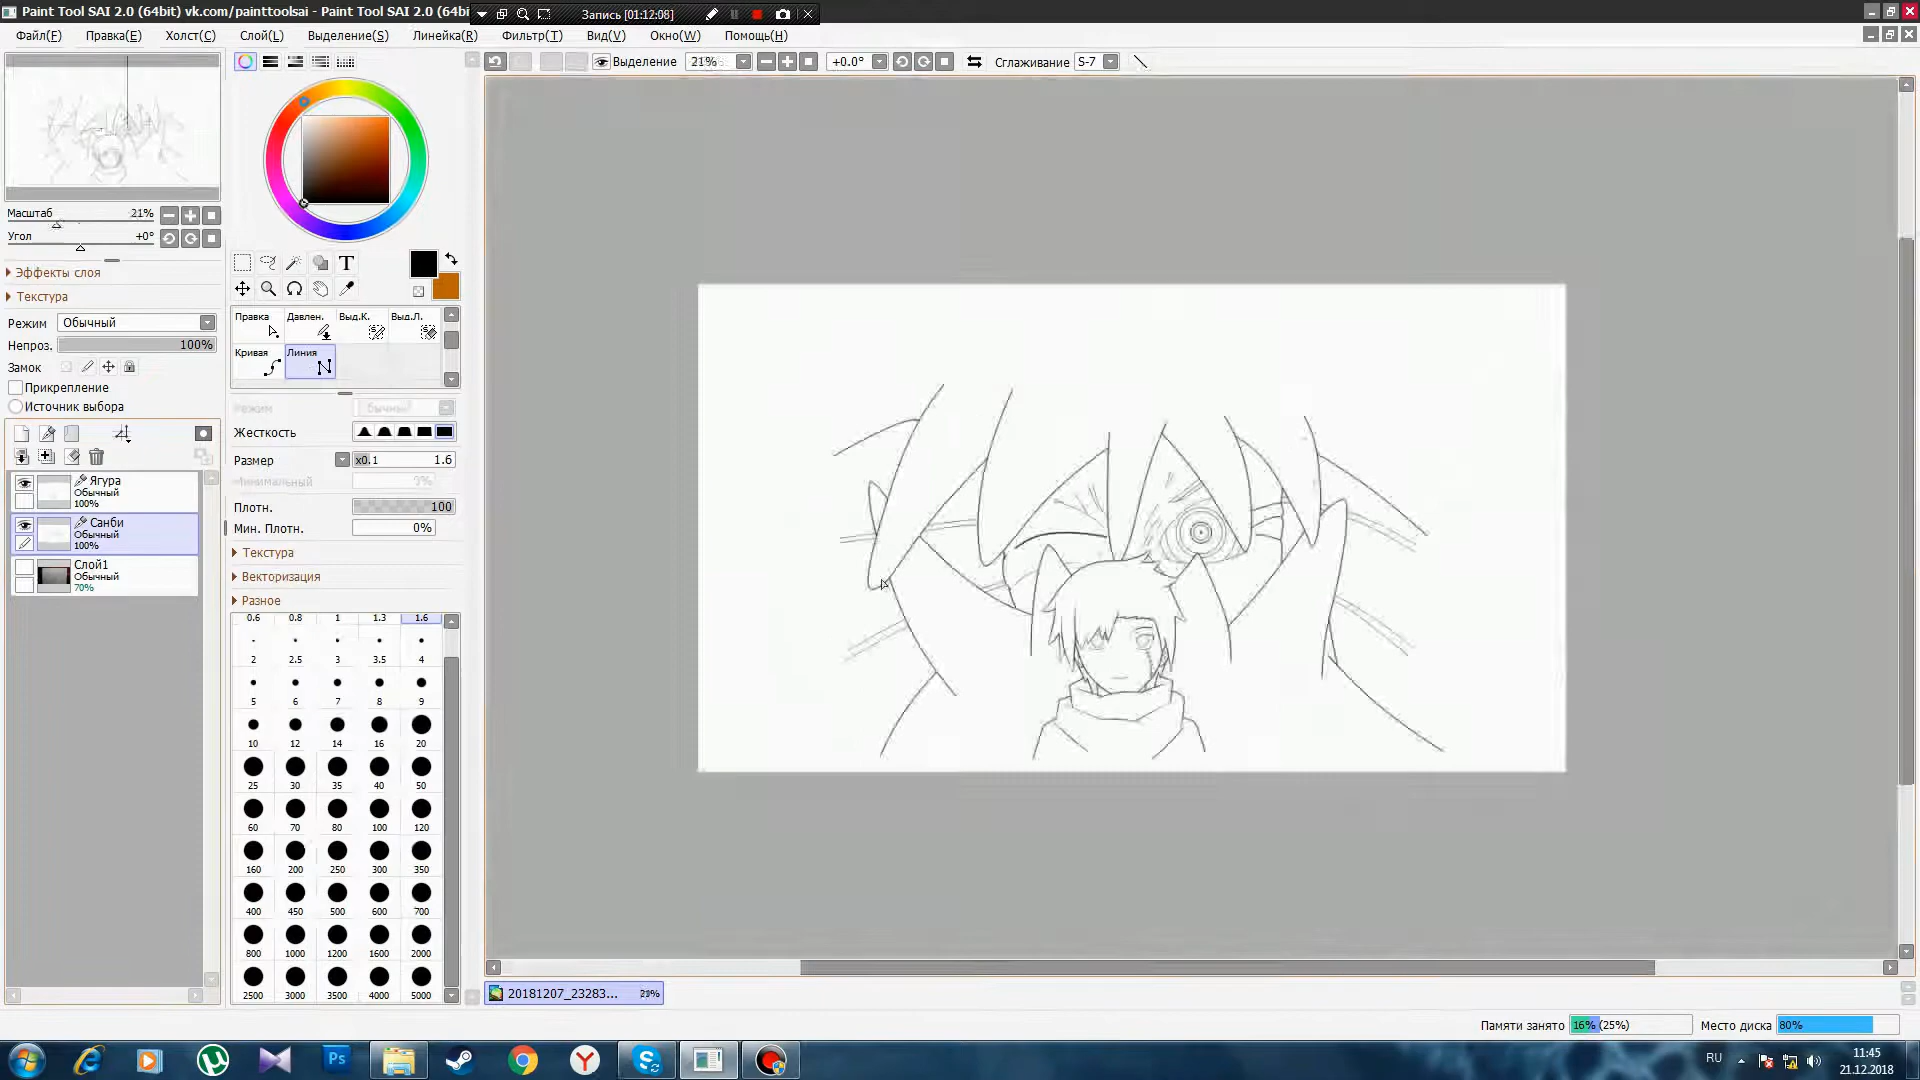 Paint Tool SAI 2.0 (64bit) vk.com/painttoolsai - Paint Tool SAI 2.0 (64bi
Запись [01:12:08]
Файл(F) Правка(E) Холст(C) Слой(L) Выделение(S) Линейка(R) Фильтр(T) Вид(V) Окно(W) Помощь(H)
Выделение 21% +0.0° Сглаживание S-7
Масштаб 21%
Угол +0°
Эффекты слоя
Текстура
Режим Обычный
Непроз. 100%
Замок
Прикрепление
Источник выбора
Ягура
Обычный
100%
Санби
Обычный
100%
Слой1
Обычный
70%
T
Правка Давлен. Выд.К. Выд.Л.
Кривая Линия
Режим Обычный
Жесткость
Размер x0.1 1.6
Минимальный 9%
Плотн. 100
Мин. Плотн. 0%
Текстура
Векторизация
Разное
0.6 0.8 1 1.3 1.6
2 2.5 3 3.5 4
5 6 7 8 9
10 12 14 16 20
25 30 35 40 50
60 70 80 100 120
160 200 250 300 350
400 450 500 600 700
800 1000 1200 1600 2000
2500 3000 3500 4000 5000
20181207_23283... 21%
Памяти занято 16% (25%) Место диска 80%
Ps
RU
11:45
21.12.2018